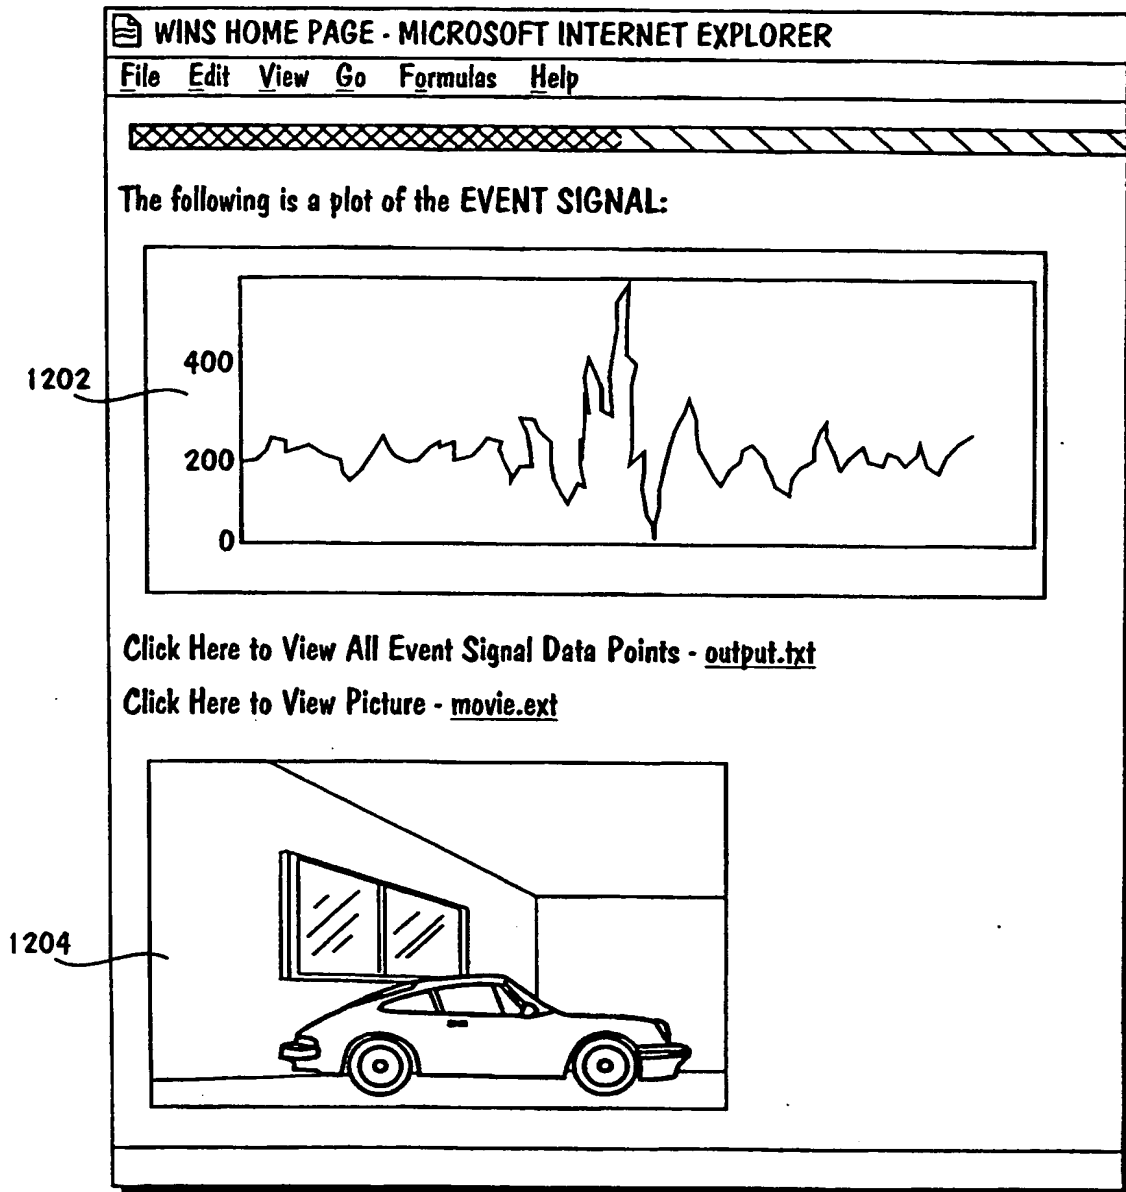 WINS HOME PAGE - MICROSOFT INTERNET EXPLORER
File Edit View Go Formulas Help
The following is a plot of the EVENT SIGNAL:
400
1202
200
0
Click Here to View All Event Signal Data Points - output.txt
Click Here to View Picture - movie.ext
1204